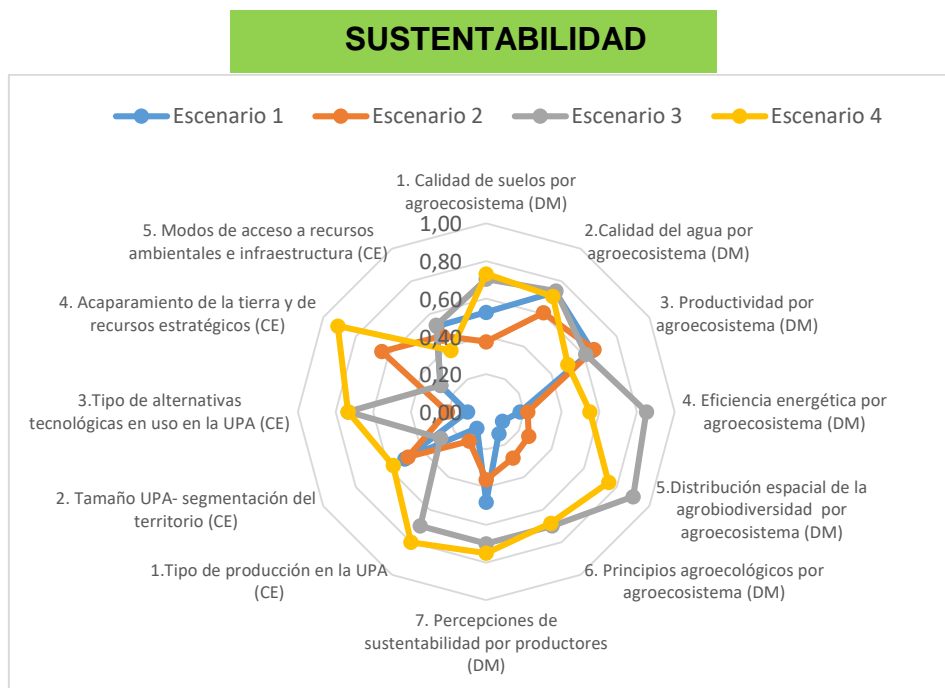 SUSTENTABILIDAD
Escenario 1
Escenario 2
Escenario 3
Escenario 4
1. Calidad de suelos por
agroecosistema (DM)
2.Calidad del agua por
agroecosistema (DM)
3. Productividad por
agroecosistema (DM)
4. Eficiencia energética por
agroecosistema (DM)
5.Distribución espacial de la
agrobiodiversidad por
agroecosistema (DM)
6. Principios agroecológicos por
agroecosistema (DM)
7. Percepciones de
sustentabilidad por productores
(DM)
1.Tipo de producción en la UPA
(CE)
2. Tamaño UPA- segmentación del
territorio (CE)
3.Tipo de alternativas
tecnológicas en uso en la UPA (CE)
4. Acaparamiento de la tierra y de
recursos estratégicos (CE)
5. Modos de acceso a recursos
ambientales e infraestructura (CE)
1,00
0,80
0,60
0,40
0,20
0,00